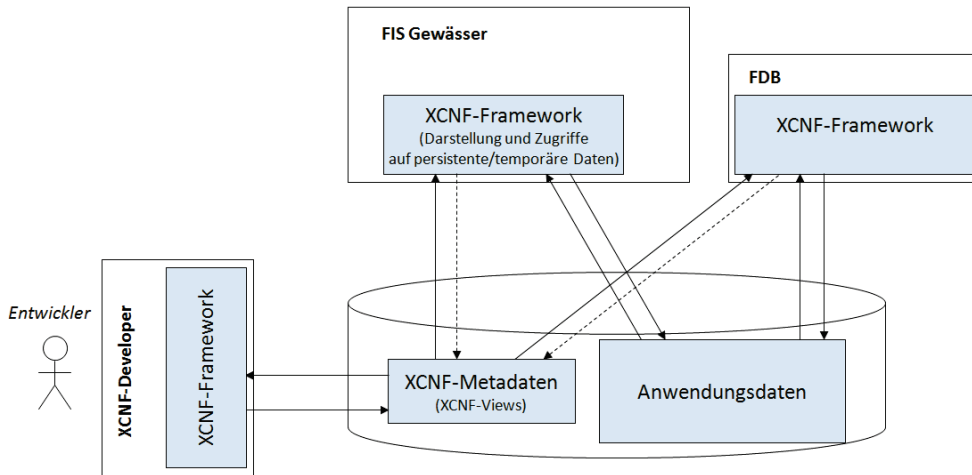 FIS Gewässer
XCNF-Framework
(Darstellung und Zugriffe
auf persistente/temporäre Daten)
FDB
XCNF-Framework
Entwickler
XCNF-Developer
XCNF-Framework
XCNF-Metadaten
(XCNF-Views)
Anwendungsdaten